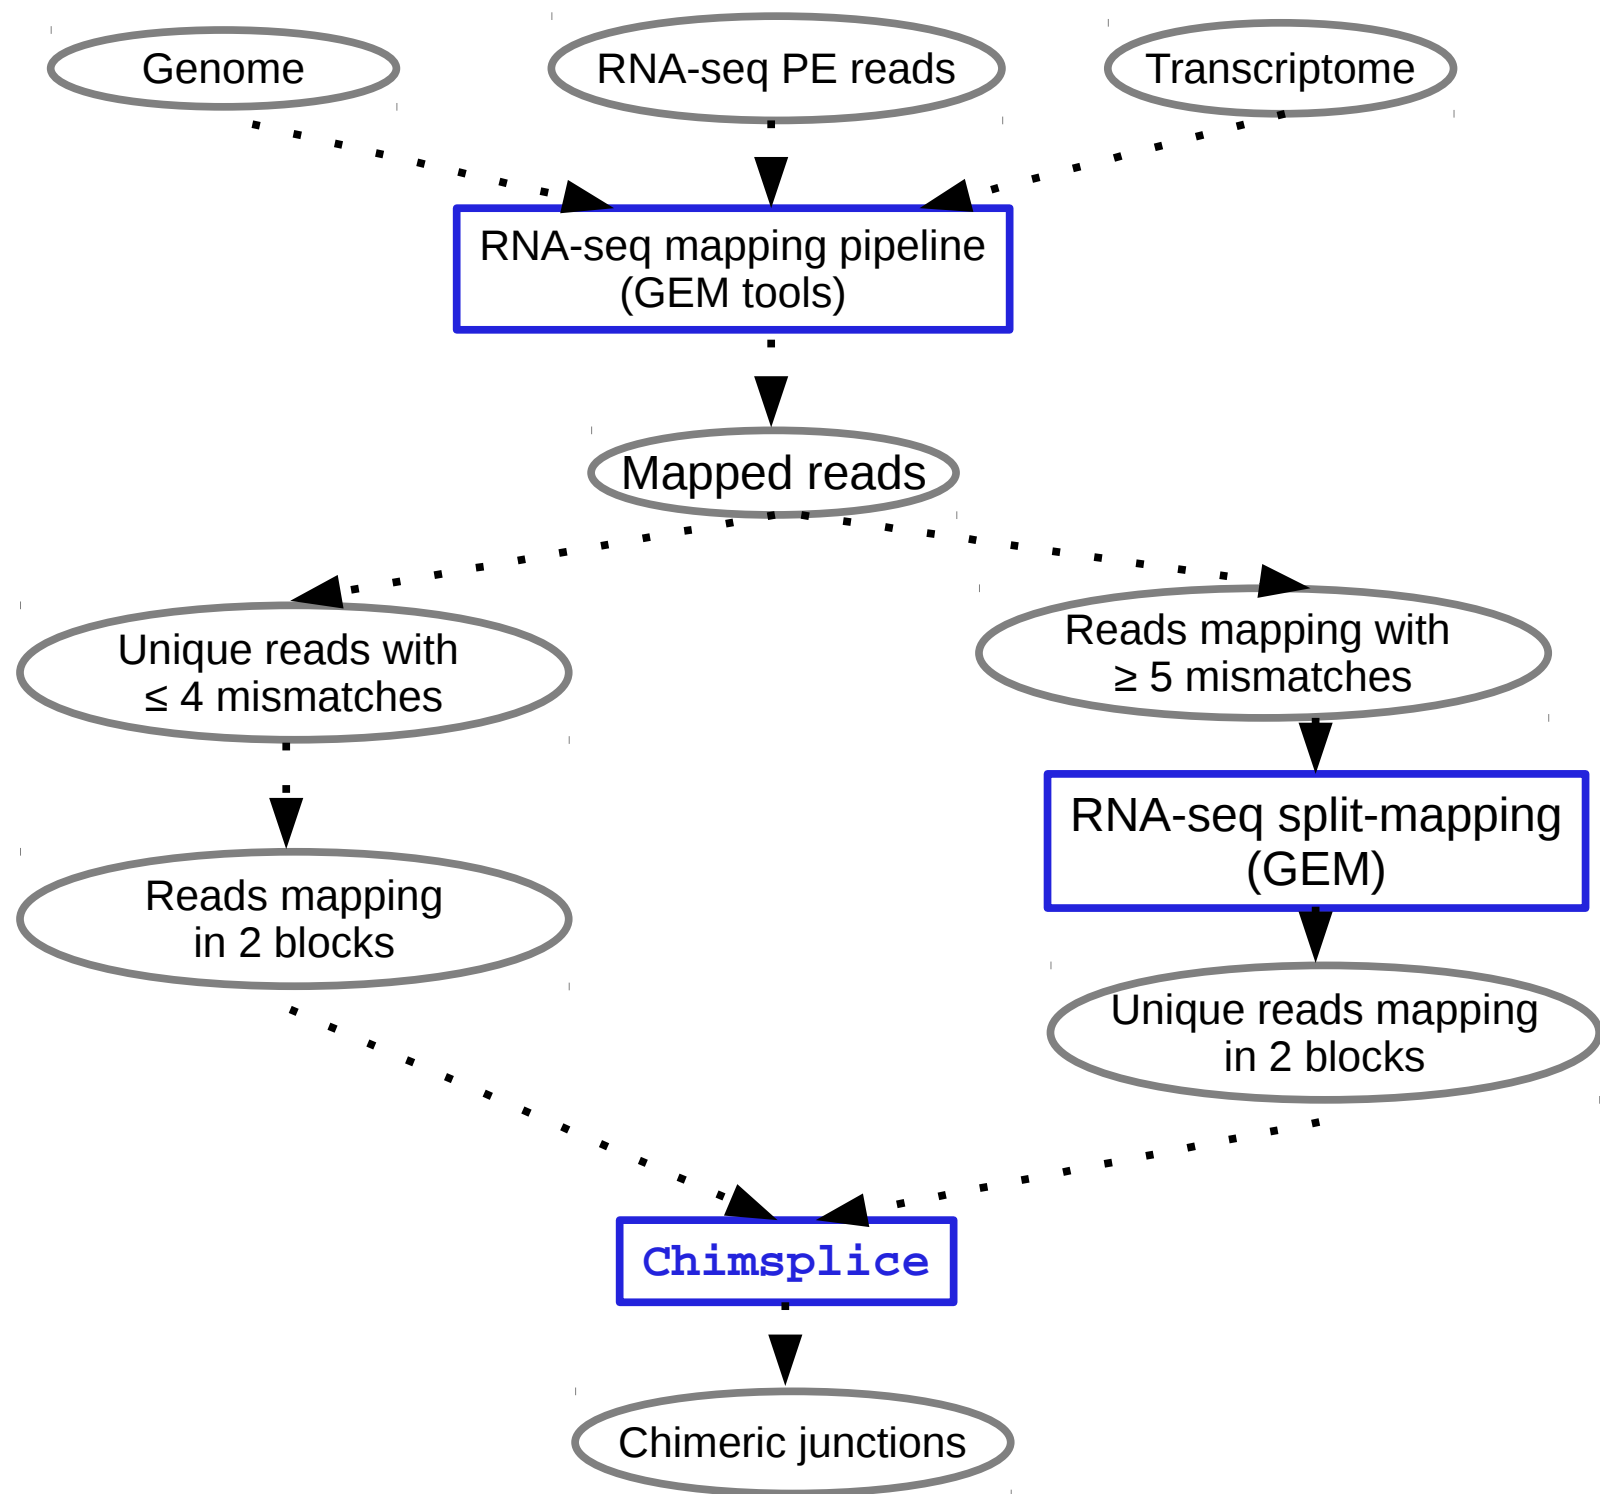 Genome
RNA-seq PE reads
Transcriptome
RNA-seq mapping pipeline
(GEM tools)
Mapped reads
Unique reads with
≤ 4 mismatches
Reads mapping with
≥ 5 mismatches
RNA-seq split-mapping
(GEM)
Reads mapping
in 2 blocks
Unique reads mapping
in 2 blocks
Chimsplice
Chimeric junctions